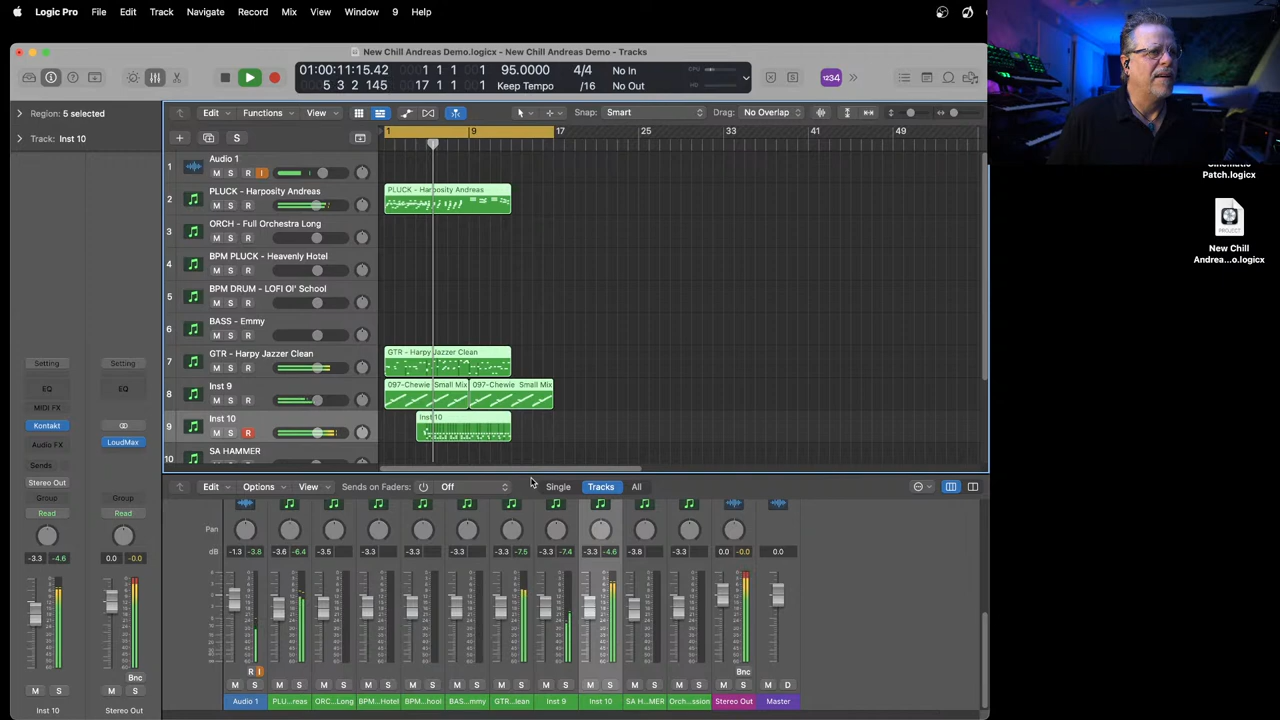 Logic Pro File Edit Track Navigate Record Mix View Window 9 Help
New Chill Andreas Demo.logicx - New Chill Andreas Demo - Tracks
01:00:11:15.42 1 1 1 95.0000 4/4 No In
5 3 2 145 17 1 1 1 Keep Tempo /16 No Out
CPU
HD
1234
Region: 5 selected
Edit Functions View Snap: Smart Drag: No Overlap
Track: Inst 10
S
1 9 17 25 33 41 49
1 Audio 1
M S R I
2 PLUCK - Harposity Andreas
M S R
PLUCK - Harposity Andreas
3 ORCH - Full Orchestra Long
M S R
4 BPM PLUCK - Heavenly Hotel
M S R
5 BPM DRUM - LOFI Ol' School
M S R
6 BASS - Emmy
M S R
7 GTR - Harpy Jazzer Clean
M S R
GTR - Harpy Jazzer Clean
8 Inst 9
M S R
097-Chewie Small Mix 097-Chewie Small Mix
9 Inst 10
M S R
Inst 10
10 SA HAMMER
Setting Setting
EQ EQ
MIDI FX
Kontakt
Audio FX LoudMax
Sends
Stereo Out
Group Group
Read Read
-3.3 -4.6 0.0 -0.0
Bnc
M S M S
Inst 10 Stereo Out
Edit Options View Sends on Faders: Off Single Tracks All
Pan
dB -1.3 -3.8 -3.6 -6.4 -3.5 -3.3 -3.3 -3.3 -3.3 -7.5 -3.3 -7.4 -3.3 -4.6 -3.8 -3.3 0.0 -0.0 0.0
R I Bnc
M S M S M S M S M S M S M S M S M S M S M S M S M D
Audio 1 PLU...reas ORC...Long BPM...Hotel BPM...hool BAS...mmy GTR...lean Inst 9 Inst 10 SA H...MER Orch...ssion Stereo Out Master
Cinematic
Patch.logicx
PROJECT
New Chill
Andrea...o.logicx